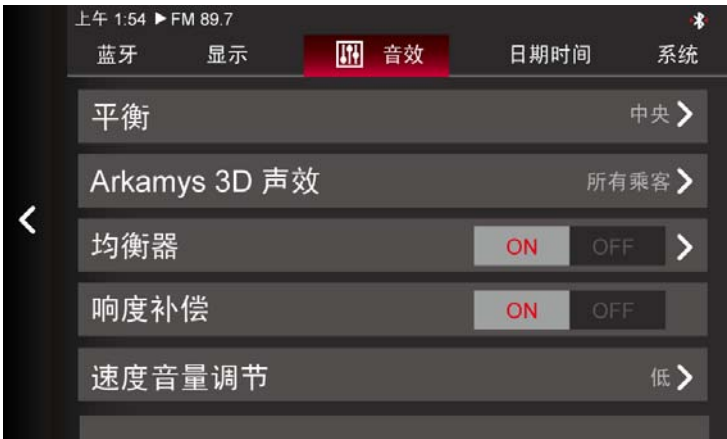 上午 1:54 ▶ FM 89.7
蓝牙 显示 音效 日期时间 系统
平衡 中央
Arkamys 3D 声效 所有乘客
均衡器 ON OFF
响度补偿 ON OFF
速度音量调节 低